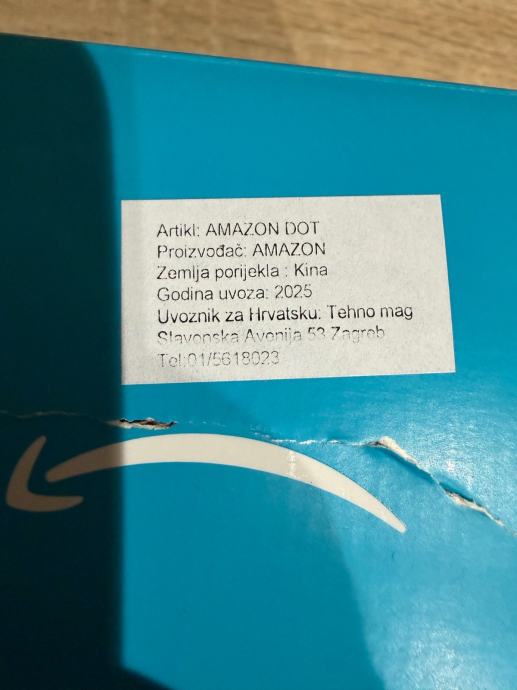 Artikl: AMAZON DOT
Proizvođač: AMAZON
Zemlja porijekla : Kina
Godina uvoza: 2025
Uvoznik za Hrvatsku: Tehno mag
Slavonska Avenija 53 Zagreb
Tel:01/5618023